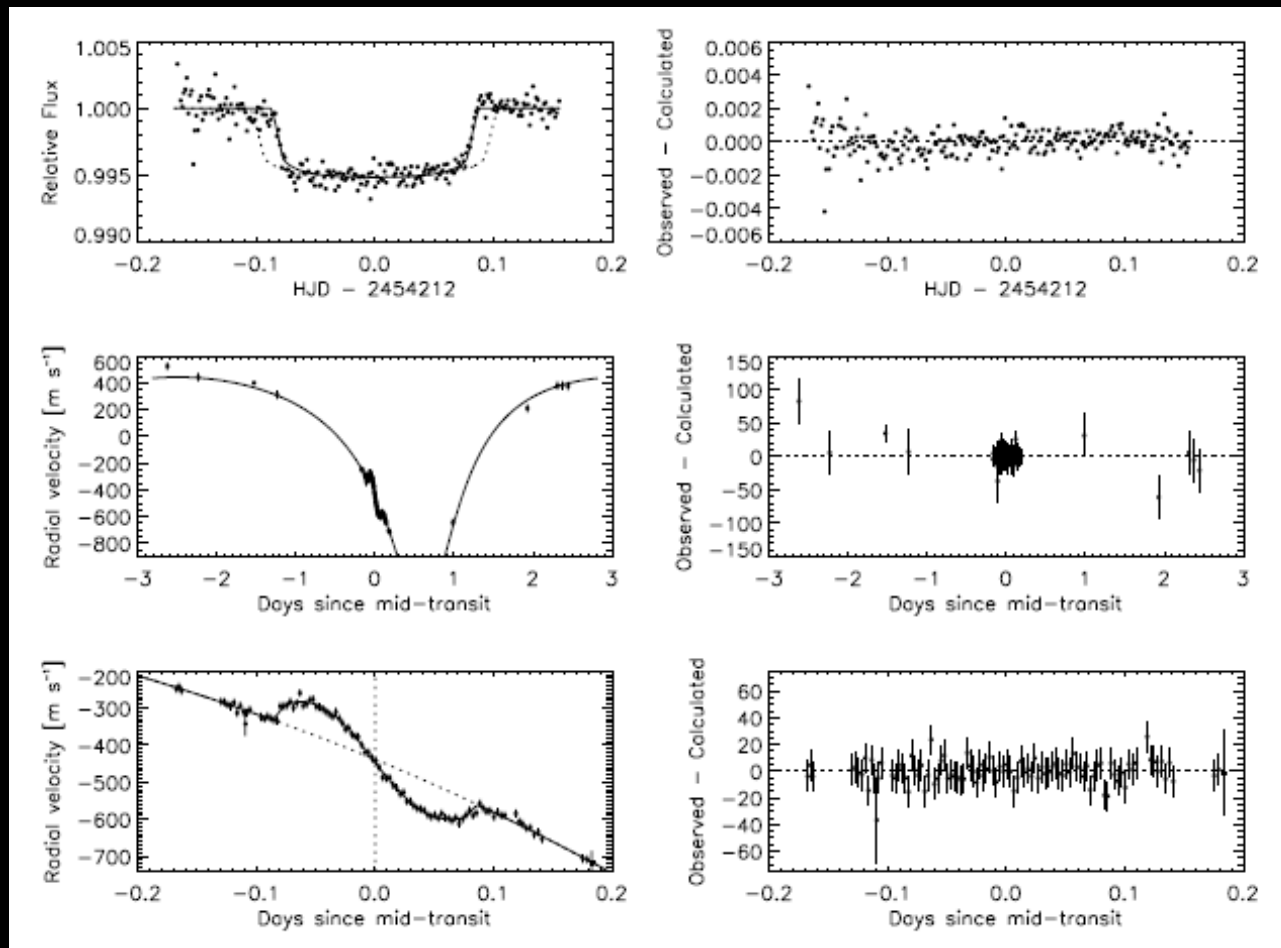 1.005
1.000
0.995
0.990
Relative Flux
−0.2 −0.1 0.0 0.1 0.2
HJD − 2454212
0.006
0.004
0.002
0.000
−0.002
−0.004
−0.006
Observed − Calculated
−0.2 −0.1 0.0 0.1 0.2
HJD − 2454212
600
400
200
0
−200
−400
−600
−800
Radial velocity [m s⁻¹]
−3 −2 −1 0 1 2 3
Days since mid−transit
150
100
50
0
−50
−100
−150
Observed − Calculated
−3 −2 −1 0 1 2 3
Days since mid−transit
−200
−300
−400
−500
−600
−700
Radial velocity [m s⁻¹]
−0.2 −0.1 0.0 0.1 0.2
Days since mid−transit
60
40
20
0
−20
−40
−60
Observed − Calculated
−0.2 −0.1 0.0 0.1 0.2
Days since mid−transit